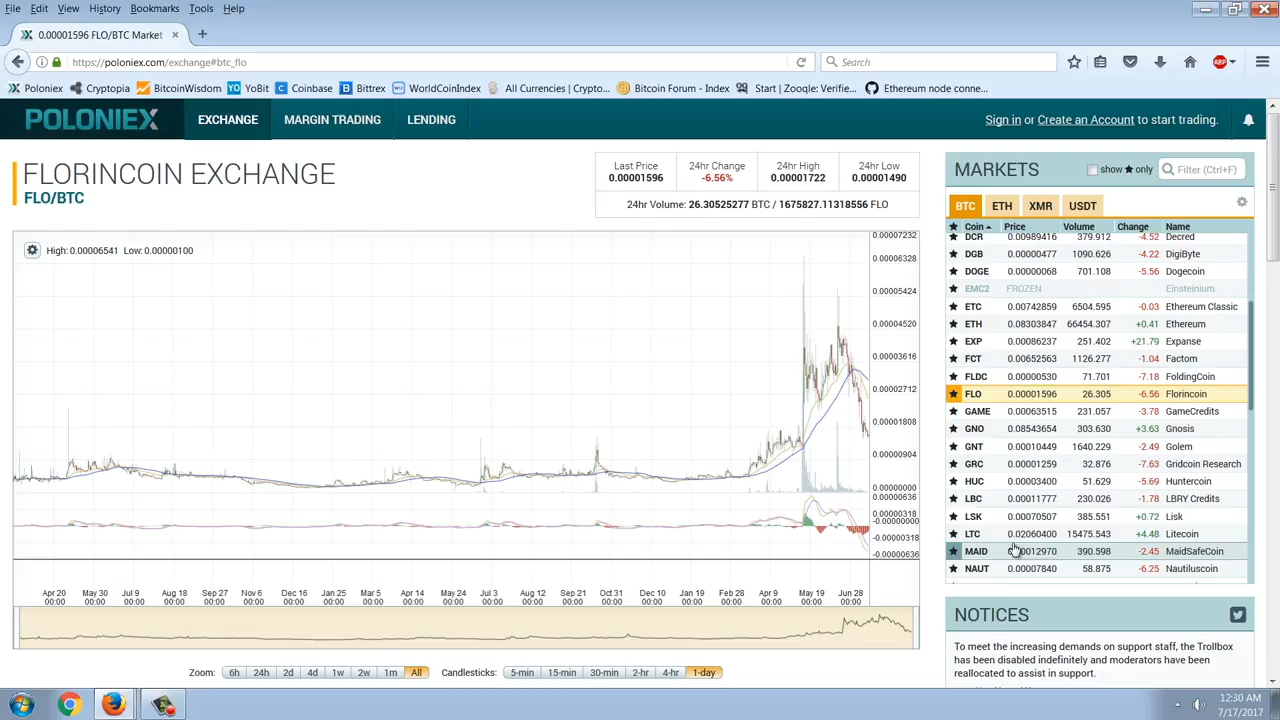 File Edit View History Bookmarks Tools Help
0.00001596 FLO/BTC Market
https://poloniex.com/exchange#btc_flo
Search
Poloniex Cryptopia BitcoinWisdom YoBit Coinbase Bittrex WorldCoinIndex All Currencies | Crypto... Bitcoin Forum - Index Start | Zooqle: Verifie... Ethereum node conne...
POLONIEX EXCHANGE MARGIN TRADING LENDING Sign in or Create an Account to start trading.
FLORINCOIN EXCHANGE
FLO/BTC
Last Price 24hr Change 24hr High 24hr Low
0.00001596 -6.56% 0.00001722 0.00001490
24hr Volume: 26.30525277 BTC / 1675827.11318556 FLO
High: 0.00006541 Low: 0.00000100
0.00007232
0.00006328
0.00005424
0.00004520
0.00003616
0.00002712
0.00001808
0.00000904
0.00000000
0.00000636
0.00000318
-0.00000000
-0.00000318
-0.00000636
Apr 20 May 30 Jul 9 Aug 18 Sep 27 Nov 6 Dec 16 Jan 25 Mar 5 Apr 14 May 24 Jul 3 Aug 12 Sep 21 Oct 31 Dec 10 Jan 19 Feb 28 Apr 9 May 19 Jun 28
00:00 00:00 00:00 00:00 00:00 00:00 00:00 00:00 00:00 00:00 00:00 00:00 00:00 00:00 00:00 00:00 00:00 00:00 00:00 00:00 00:00
Zoom: 6h 24h 2d 4d 1w 2w 1m All Candlesticks: 5-min 15-min 30-min 2-hr 4-hr 1-day
MARKETS show ★ only Filter (Ctrl+F)
BTC ETH XMR USDT
★ Coin Price Volume Change Name
★ DCR 0.00989416 379.912 -4.52 Decred
★ DGB 0.00000477 1090.626 -4.22 DigiByte
★ DOGE 0.00000068 701.108 -5.56 Dogecoin
★ EMC2 FROZEN Einsteinium
★ ETC 0.00742859 6504.595 -0.03 Ethereum Classic
★ ETH 0.08303847 66454.307 +0.41 Ethereum
★ EXP 0.00086237 251.402 +21.79 Expanse
★ FCT 0.00652563 1126.277 -1.04 Factom
★ FLDC 0.00000530 71.701 -7.18 FoldingCoin
★ FLO 0.00001596 26.305 -6.56 Florincoin
★ GAME 0.00063515 231.057 -3.78 GameCredits
★ GNO 0.08543654 303.630 +3.63 Gnosis
★ GNT 0.00010449 1640.229 -2.49 Golem
★ GRC 0.00001259 32.876 -7.63 Gridcoin Research
★ HUC 0.00003400 51.629 -5.69 Huntercoin
★ LBC 0.00011777 230.026 -1.78 LBRY Credits
★ LSK 0.00070507 385.551 +0.72 Lisk
★ LTC 0.02060400 15475.543 +4.48 Litecoin
★ MAID 0.00012970 390.598 -2.45 MaidSafeCoin
★ NAUT 0.00007840 58.875 -6.25 Nautiluscoin
NOTICES
To meet the increasing demands on support staff, the Trollbox
has been disabled indefinitely and moderators have been
reallocated to assist in support.
12:30 AM
7/17/2017